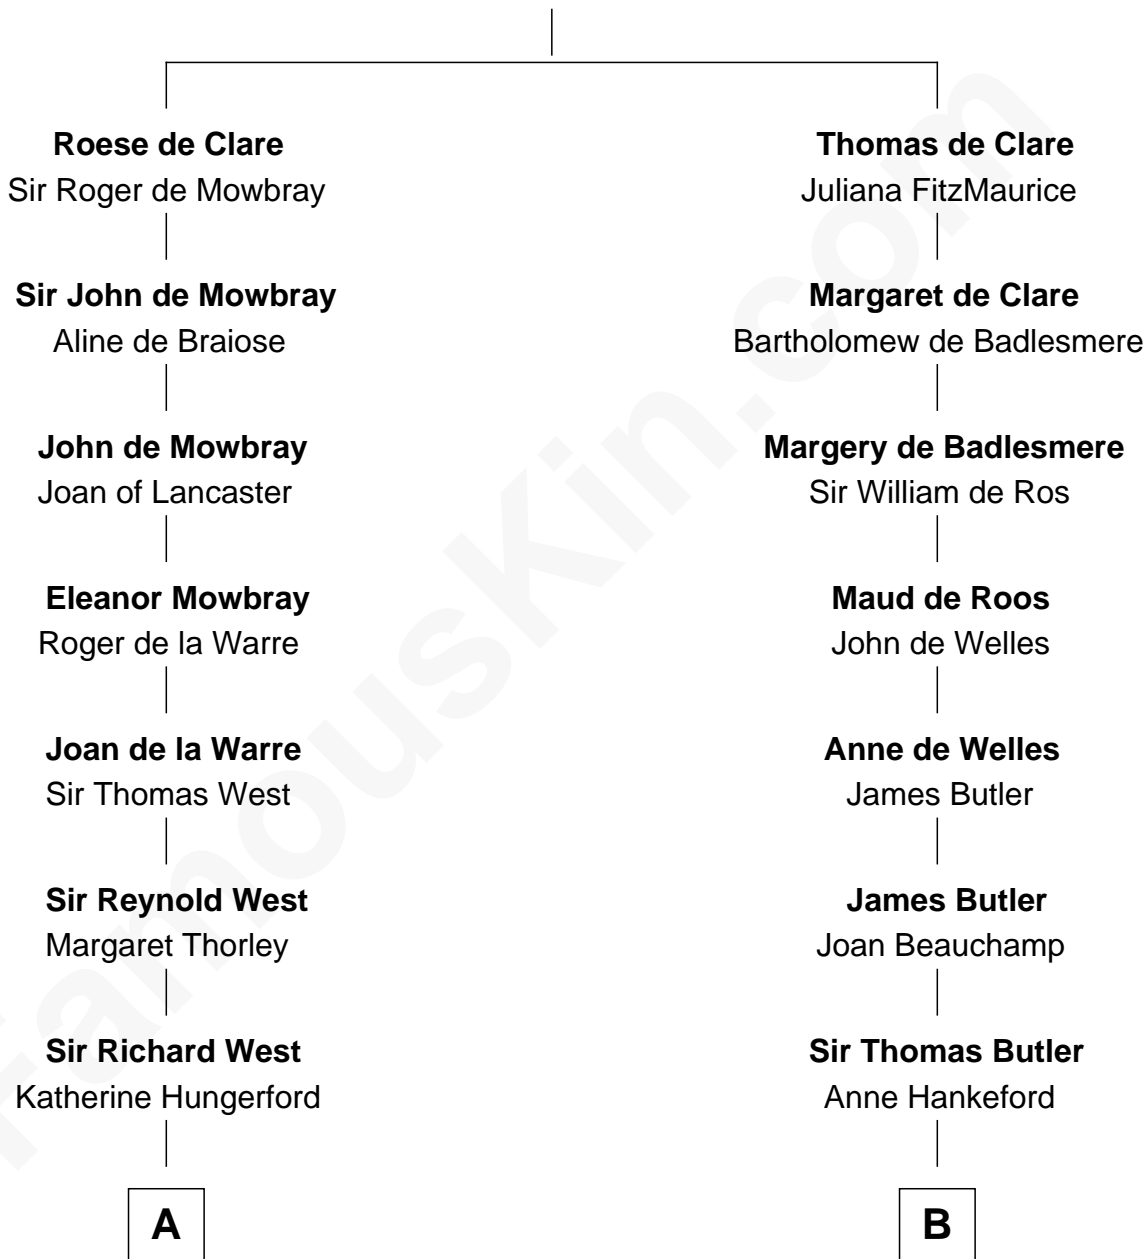 Roese de Clare
Sir Roger de Mowbray
Thomas de Clare
Juliana FitzMaurice
Sir John de Mowbray
Aline de Braiose
Margaret de Clare
Bartholomew de Badlesmere
John de Mowbray
Joan of Lancaster
Margery de Badlesmere
Sir William de Ros
Eleanor Mowbray
Roger de la Warre
Maud de Roos
John de Welles
Joan de la Warre
Sir Thomas West
Anne de Welles
James Butler
Sir Reynold West
Margaret Thorley
James Butler
Joan Beauchamp
Sir Richard West
Katherine Hungerford
Sir Thomas Butler
Anne Hankeford
A
B
FamousKin.com